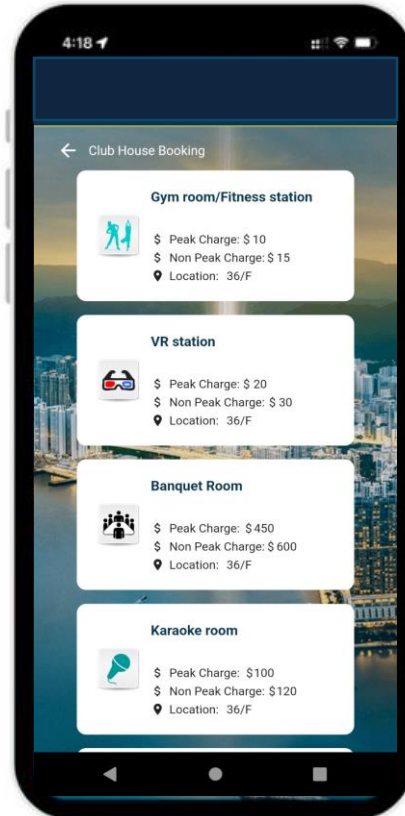 4:18
Club House Booking
Gym room/Fitness station
$ Peak Charge: $ 10
$ Non Peak Charge: $ 15
Location: 36/F
VR station
$ Peak Charge: $ 20
$ Non Peak Charge: $ 30
Location: 36/F
Banquet Room
$ Peak Charge: $ 450
$ Non Peak Charge: $ 600
Location: 36/F
Karaoke room
$ Peak Charge: $100
$ Non Peak Charge: $120
Location: 36/F